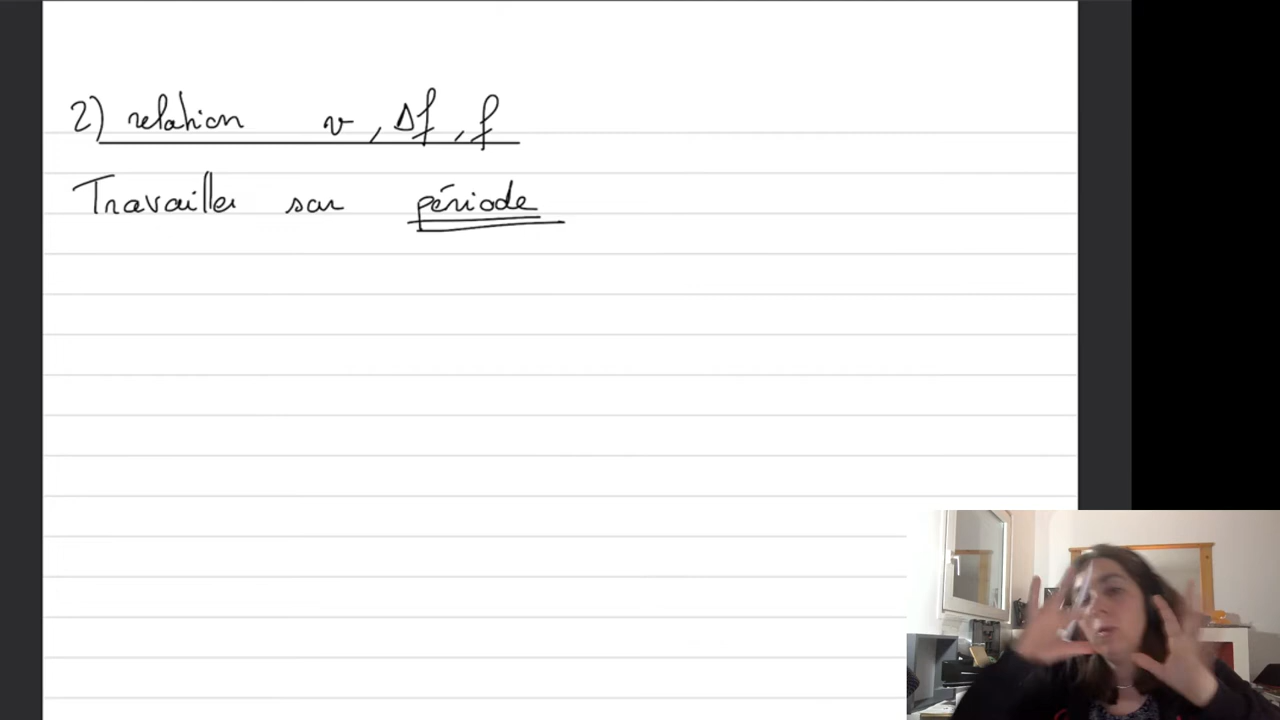 2) relation v, Δf, f
Travailler sur période